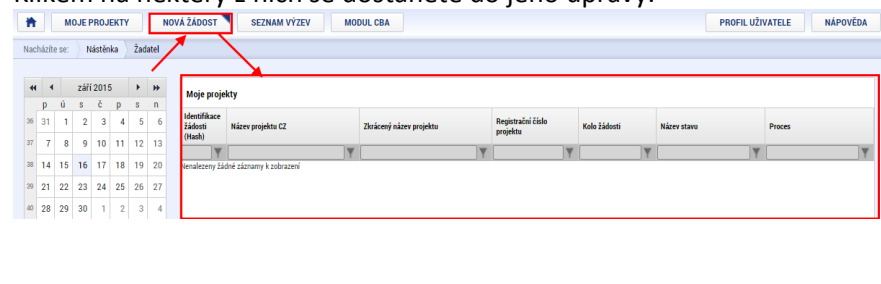 Klikem na některý z nich se dostanete do jeho úpravy.
MOJE PROJEKTY NOVÁ ŽÁDOST SEZNAM VÝZEV MODUL CBA PROFIL UŽIVATELE NÁPOVĚDA
Nacházíte se: Nástěnka Žadatel
září 2015
p ú s č p s n
36 31 1 2 3 4 5 6
37 7 8 9 10 11 12 13
38 14 15 16 17 18 19 20
39 21 22 23 24 25 26 27
40 28 29 30 1 2 3 4
Moje projekty
Identifikace žádosti (Hash) Název projektu CZ Zkrácený název projektu Registrační číslo projektu Kolo žádosti Název stavu Proces
Nenalezeny žádné záznamy k zobrazení